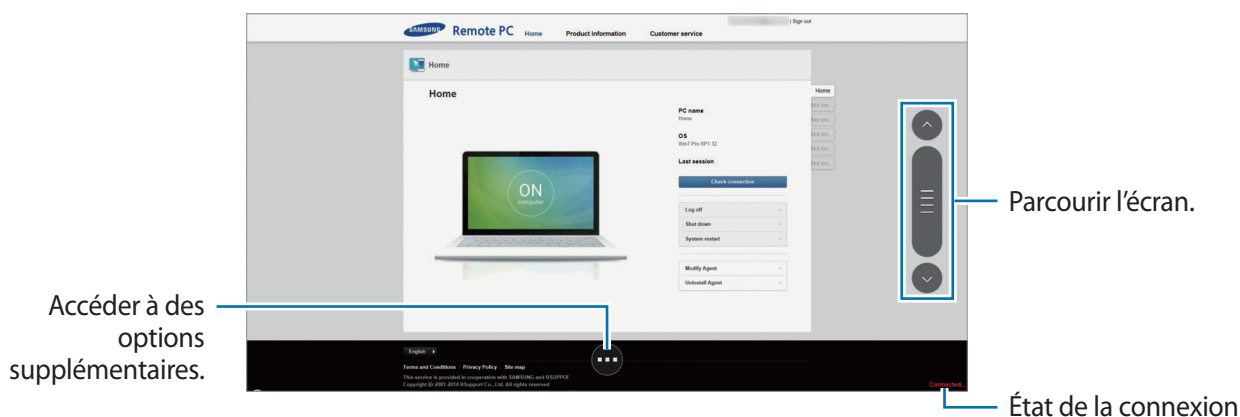 SAMSUNG Remote PC Home Product information Customer service
| Sign out
Home
Home
Home
PC name
Home
OS
Win7 Pro SP1 32
Last session
Check connection
ON
computer
Log off
Shut down
System restart
Modify Agent
Uninstall Agent
Parcourir l'écran.
Accéder à des
options
supplémentaires.
English
Terms and Conditions | Privacy Policy | Site map
This service is provided in cooperation with SAMSUNG and RSUPPOR
Copyright © 2001-2014 RSupport Co., Ltd. All rights reserved
Connected...
État de la connexion